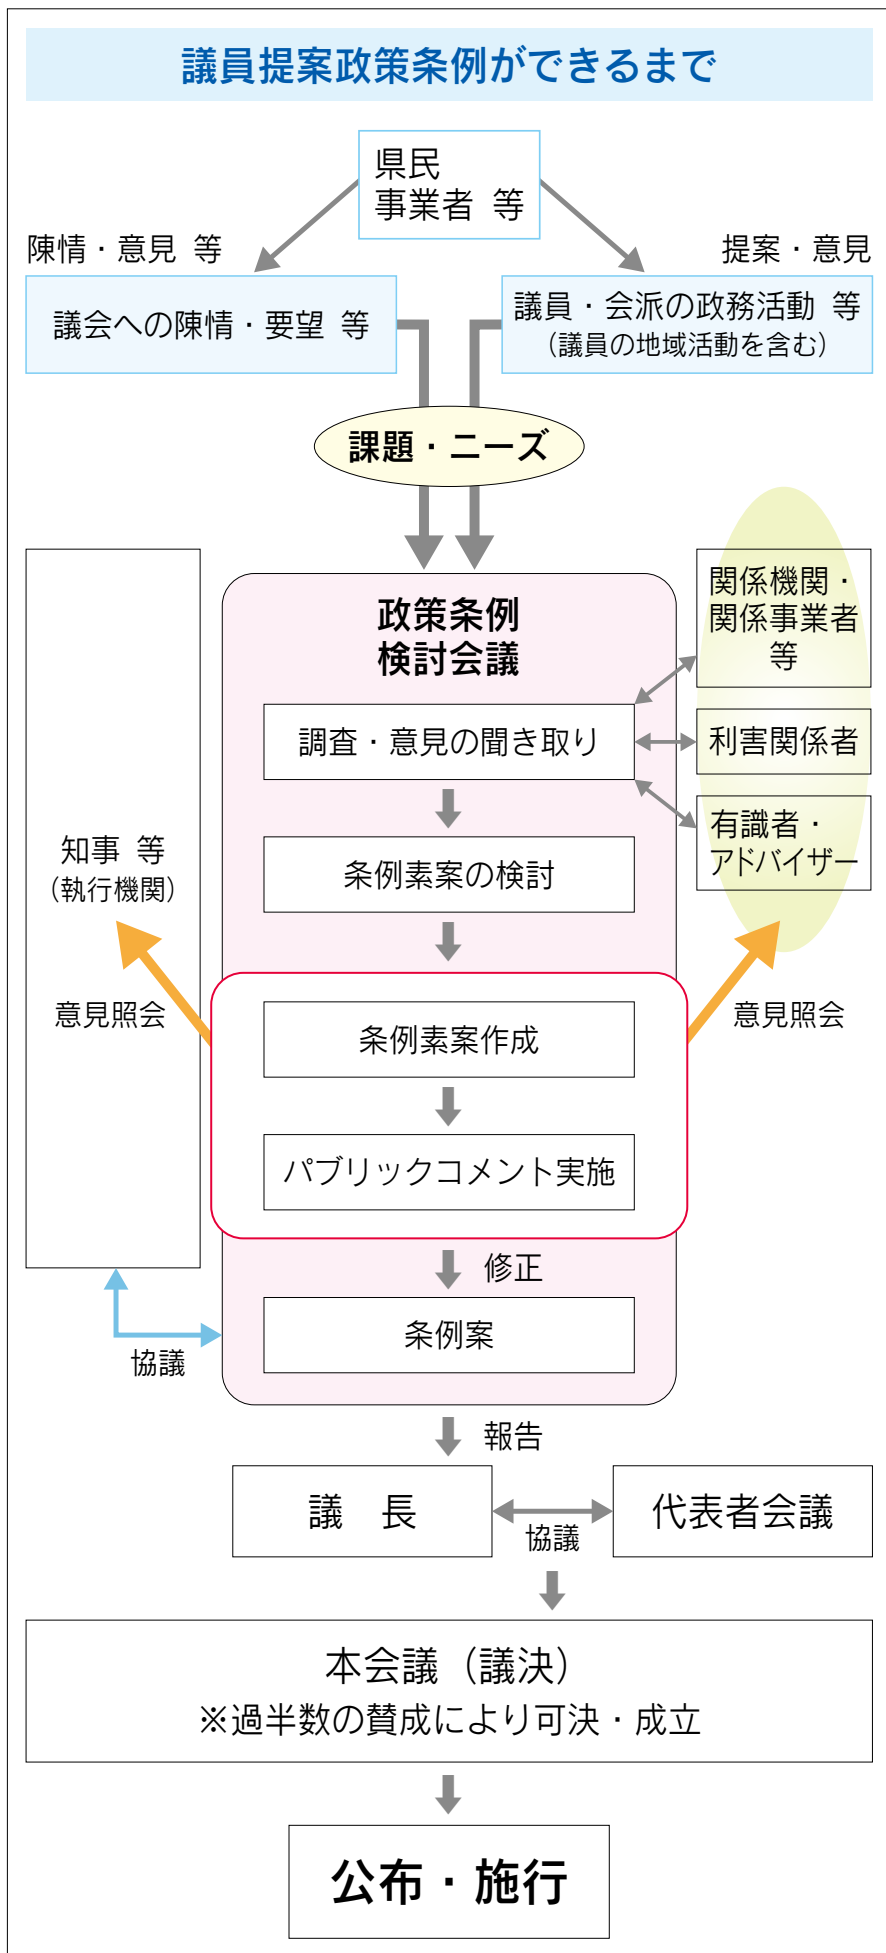 議員提案政策条例ができるまで
県民
事業者 等
陳情・意見 等
提案・意見
議会への陳情・要望 等
議員・会派の政務活動 等
（議員の地域活動を含む）
課題・ニーズ
政策条例
検討会議
関係機関・
関係事業者
等
調査・意見の聞き取り
利害関係者
有識者・
アドバイザー
知事 等
（執行機関）
条例素案の検討
意見照会
意見照会
条例素案作成
パブリックコメント実施
修正
条例案
協議
報告
議 長
協議
代表者会議
本会議（議決）
※過半数の賛成により可決・成立
公布・施行